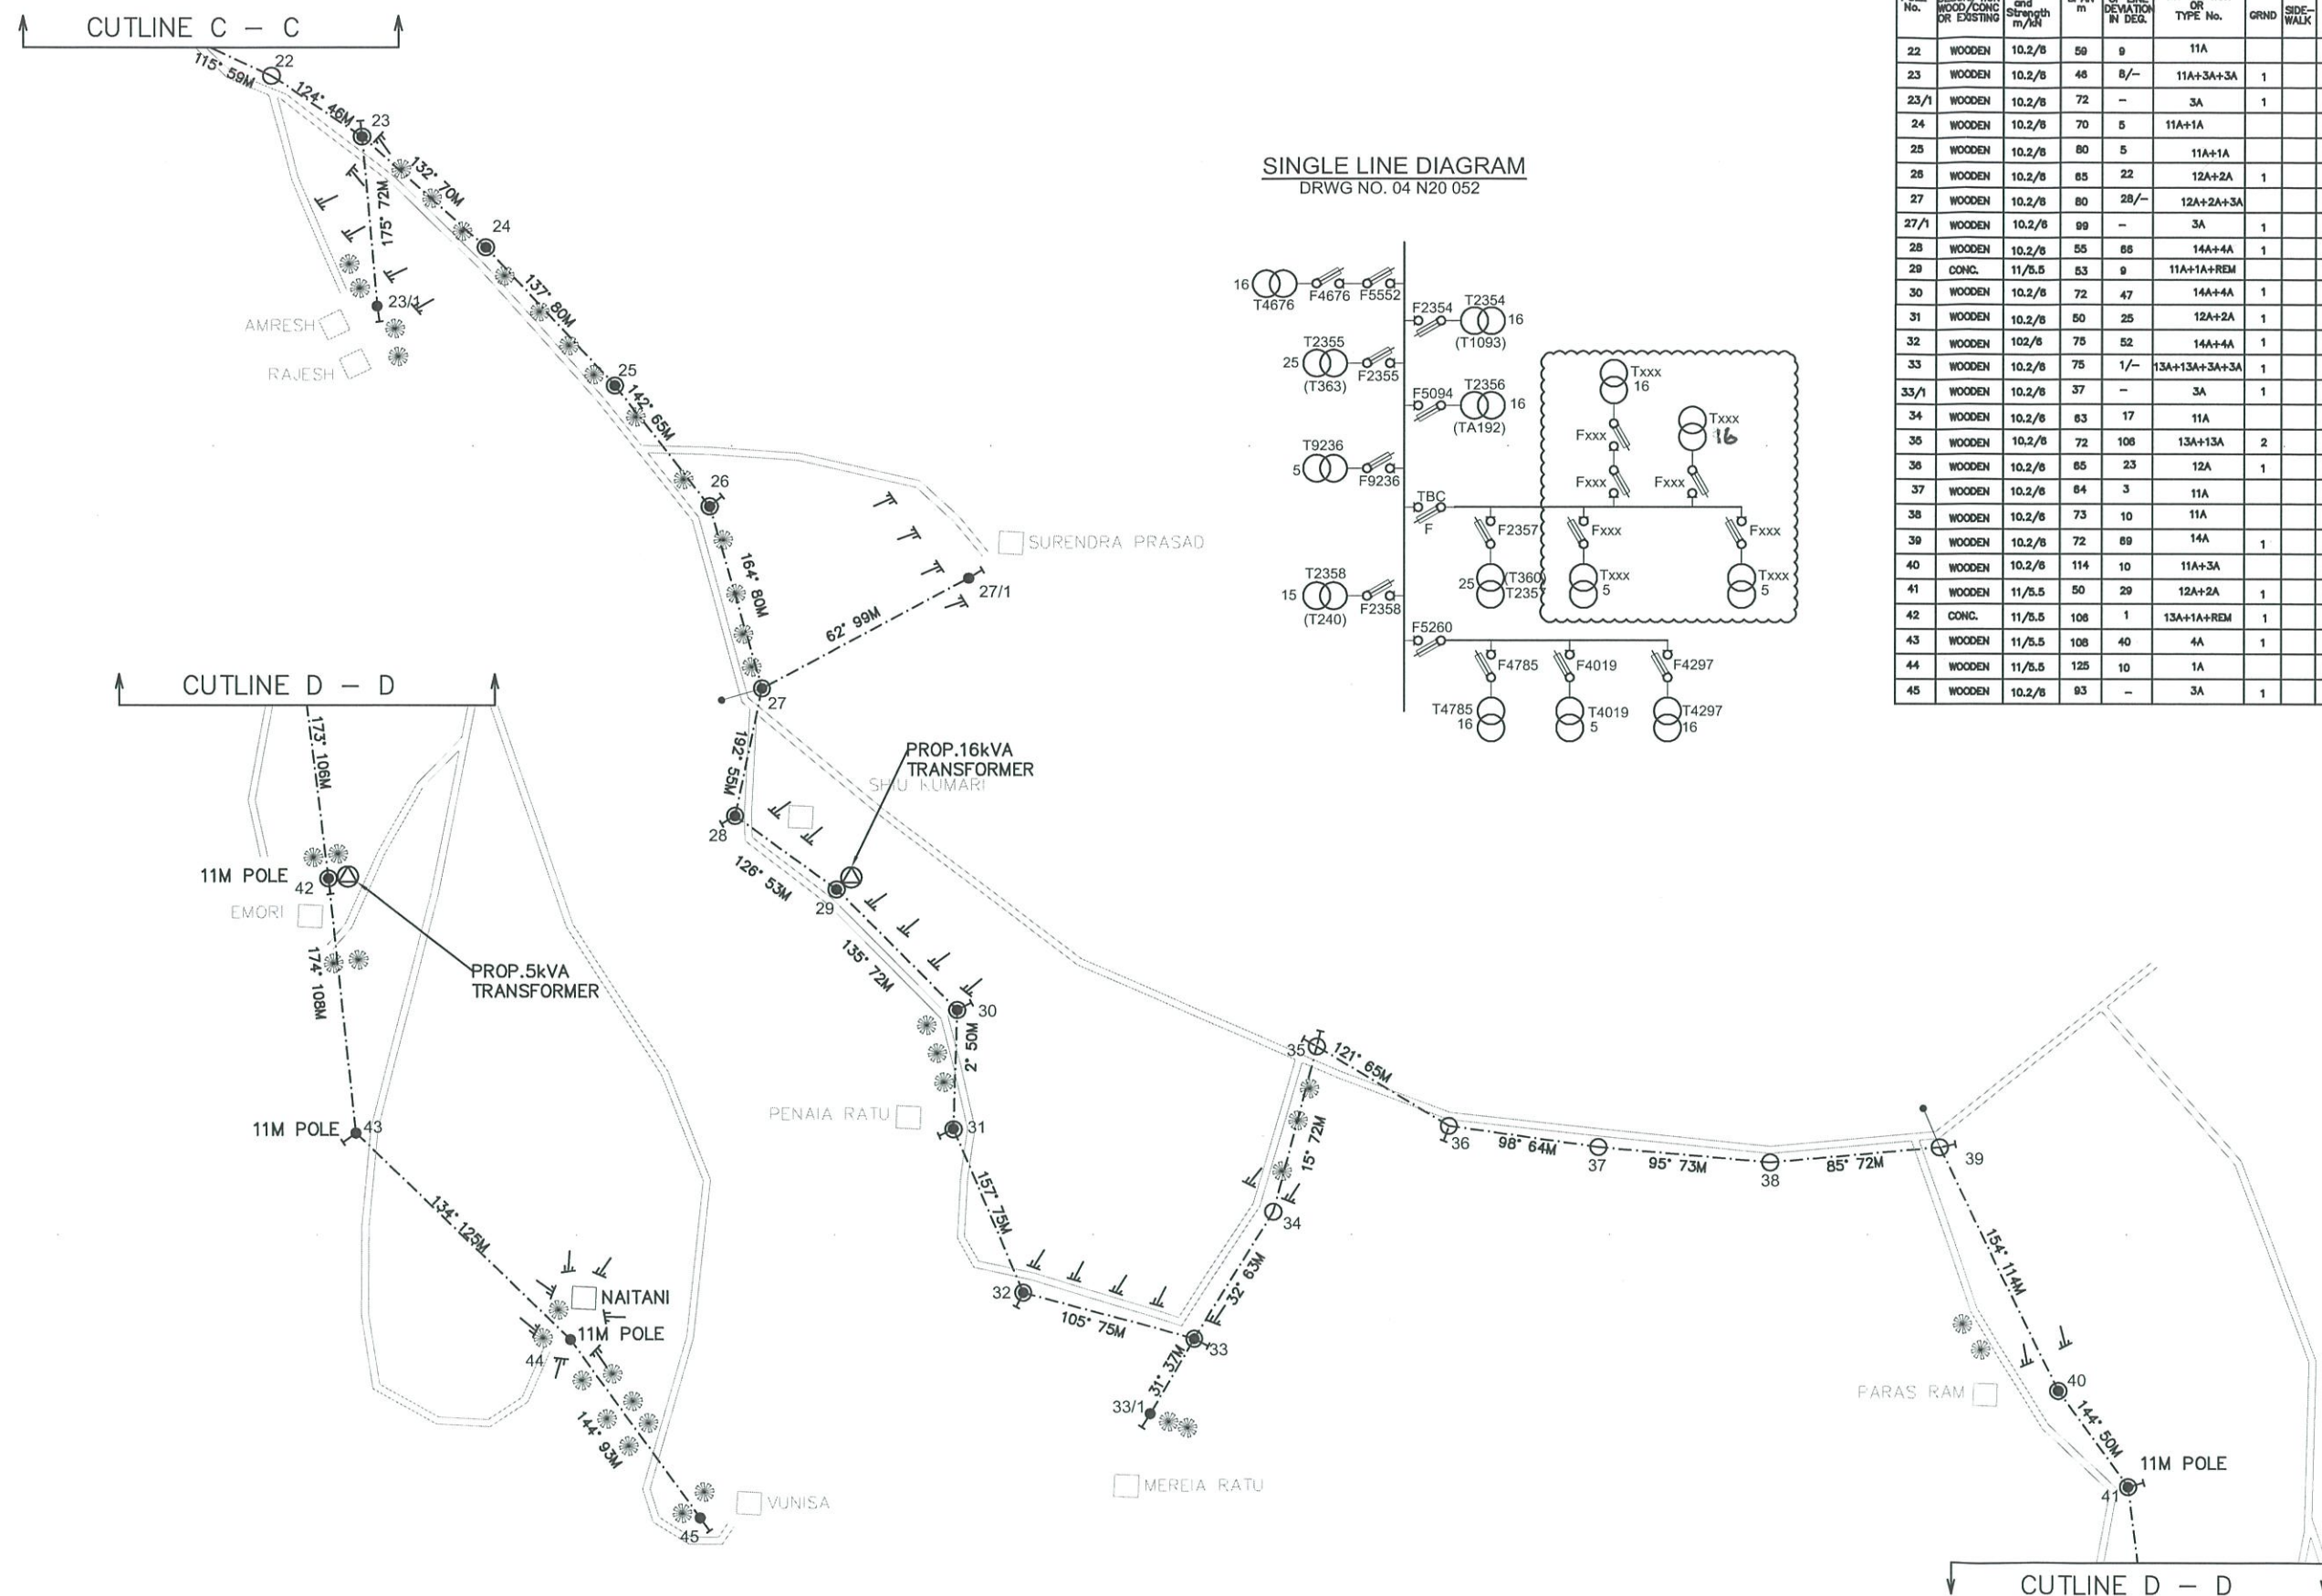 CUTLINE C – C
115° 59M
22
124° 46M
23
132° 70M
175° 72M
24
23/1
AMRESH
RAJESH
137° 80M
25
142° 65M
26
SURENDRA PRASAD
164° 80M
27/1
62° 99M
27
192° 55M
PROP.16kVA
TRANSFORMER
SHIU KUMARI
28
126° 53M
29
135° 72M
30
2° 50M
PENAIA RATU
31
157° 75M
32
105° 75M
33
31° 37M
33/1
MEREIA RATU
32° 63M
34
15° 72M
35
121° 65M
36
98° 64M
37
95° 73M
38
85° 72M
39
154° 114M
PARAS RAM
40
144° 50M
11M POLE
41
CUTLINE D – D
CUTLINE D – D
173° 106M
11M POLE
42
EMORI
PROP.5kVA
TRANSFORMER
174° 108M
11M POLE
43
134° 125M
NAITANI
11M POLE
44
144° 93M
VUNISA
45
SINGLE LINE DIAGRAM
DRWG NO. 04 N20 052
16
T4676
F4676
F5552
F2354
T2354
16
(T1093)
T2355
25
(T363)
F2355
F5094
T2356
16
(TA192)
T9236
5
F9236
TBC
F
F2357
25
(T360)
T2357
T2358
15
(T240)
F2358
F5260
F4785
F4019
F4297
T4785
16
T4019
5
T4297
16
Txxx
16
Fxxx
Fxxx
Txxx
16
Fxxx
Fxxx
Txxx
5
Fxxx
Txxx
5
No. WOOD/CONC OR EXISTING and Strength m/kN m DEVIATION IN DEG. OR TYPE No. GRND SIDE-WALK
22 WOODEN 10.2/6 59 9 11A
23 WOODEN 10.2/6 46 8/– 11A+3A+3A 1
23/1 WOODEN 10.2/6 72 – 3A 1
24 WOODEN 10.2/6 70 5 11A+1A
25 WOODEN 10.2/6 80 5 11A+1A
26 WOODEN 10.2/6 65 22 12A+2A 1
27 WOODEN 10.2/6 80 28/– 12A+2A+3A
27/1 WOODEN 10.2/6 99 – 3A 1
28 WOODEN 10.2/6 55 66 14A+4A 1
29 CONC. 11/5.5 53 9 11A+1A+REM
30 WOODEN 10.2/6 72 47 14A+4A 1
31 WOODEN 10.2/6 50 25 12A+2A 1
32 WOODEN 102/6 75 52 14A+4A 1
33 WOODEN 10.2/6 75 1/– 13A+13A+3A+3A 1
33/1 WOODEN 10.2/6 37 – 3A 1
34 WOODEN 10.2/6 63 17 11A
35 WOODEN 10,2/6 72 106 13A+13A 2
36 WOODEN 10.2/6 65 23 12A 1
37 WOODEN 10.2/6 64 3 11A
38 WOODEN 10.2/6 73 10 11A
39 WOODEN 10.2/6 72 69 14A 1
40 WOODEN 10.2/6 114 10 11A+3A
41 WOODEN 11/5.5 50 29 12A+2A 1
42 CONC. 11/5.5 106 1 13A+1A+REM 1
43 WOODEN 11/5.5 108 40 4A 1
44 WOODEN 11/5.5 125 10 1A
45 WOODEN 10.2/6 93 – 3A 1